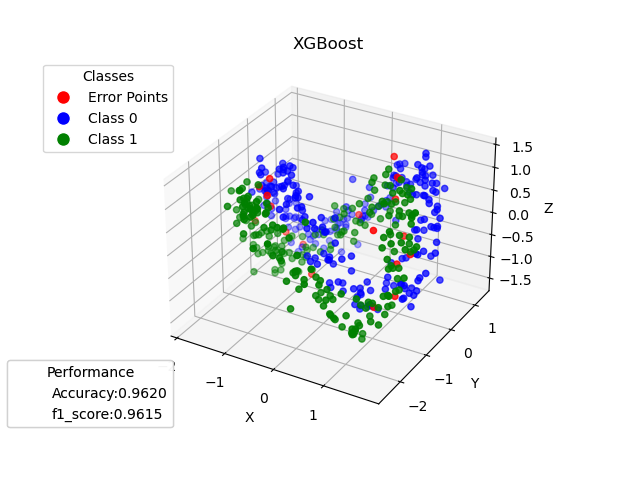 XGBoost
Classes
Error Points
Class 0
Class 1
1.5
1.0
0.5
0.0
−0.5
−1.0
−1.5
Z
1
0
−1
−2
Y
−1
0
1
X
Performance
Accuracy:0.9620
f1_score:0.9615